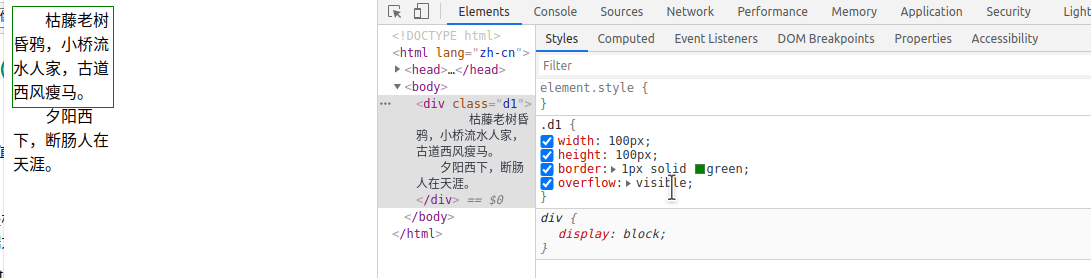 枯藤老树
昏鸦，小桥流
水人家，古道
西风瘦马。
夕阳西
下，断肠人在
天涯。
Elements Console Sources Network Performance Memory Application Security Light
<!DOCTYPE html>
<html lang="zh-cn">
<head>…</head>
<body>
<div class="d1">
枯藤老树昏
鸦，小桥流水人家，
古道西风瘦马。
夕阳西下，断肠
人在天涯。
</div> == $0
</body>
</html>
Styles Computed Event Listeners DOM Breakpoints Properties Accessibility
Filter
element.style {
}
.d1 {
width: 100px;
height: 100px;
border: 1px solid green;
overflow: visible;
}
div {
display: block;
}